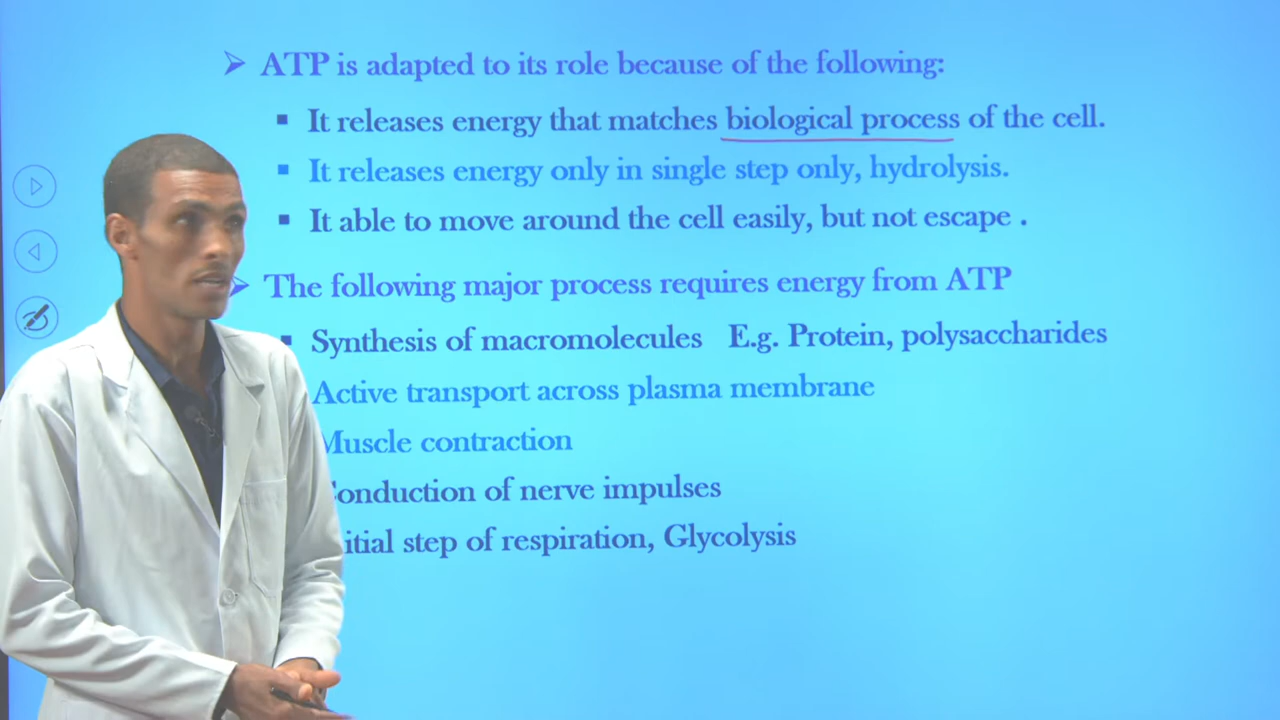 ATP is adapted to its role because of the following:
It releases energy that matches biological process of the cell.
It releases energy only in single step only, hydrolysis.
It able to move around the cell easily, but not escape .
The following major process requires energy from ATP
Synthesis of macromolecules E.g. Protein, polysaccharides
Active transport across plasma membrane
Muscle contraction
onduction of nerve impulses
itial step of respiration, Glycolysis